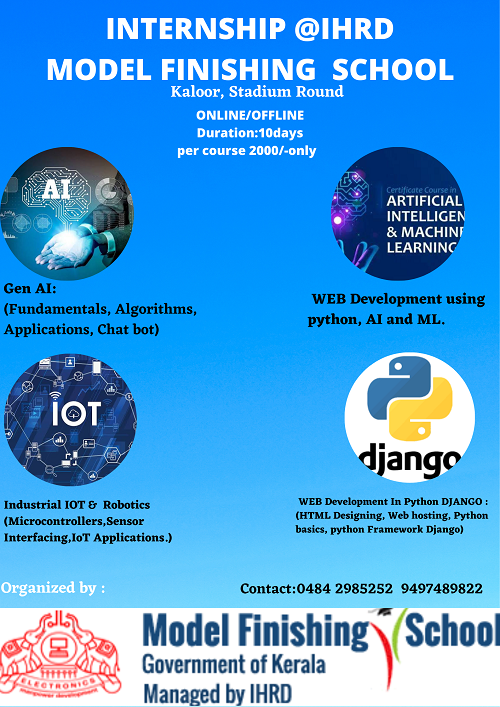 INTERNSHIP @IHRD
MODEL FINISHING SCHOOL
Kaloor, Stadium Round
ONLINE/OFFLINE
Duration:10days
per course 2000/-only
AI
Certificate Course in
ARTIFICIAL
INTELLIGEN
& MACHIN
LEARNING
Gen AI:
(Fundamentals, Algorithms,
Applications, Chat bot)
WEB Development using
python, AI and ML.
IOT
django
Industrial IOT & Robotics
(Microcontrollers,Sensor
Interfacing,IoT Applications.)
WEB Development In Python DJANGO :
(HTML Designing, Web hosting, Python
basics, python Framework Django)
Organized by :
Contact:0484 2985252 9497489822
ELECTRONICS
manpower development
Model Finishing School
Government of Kerala
Managed by IHRD